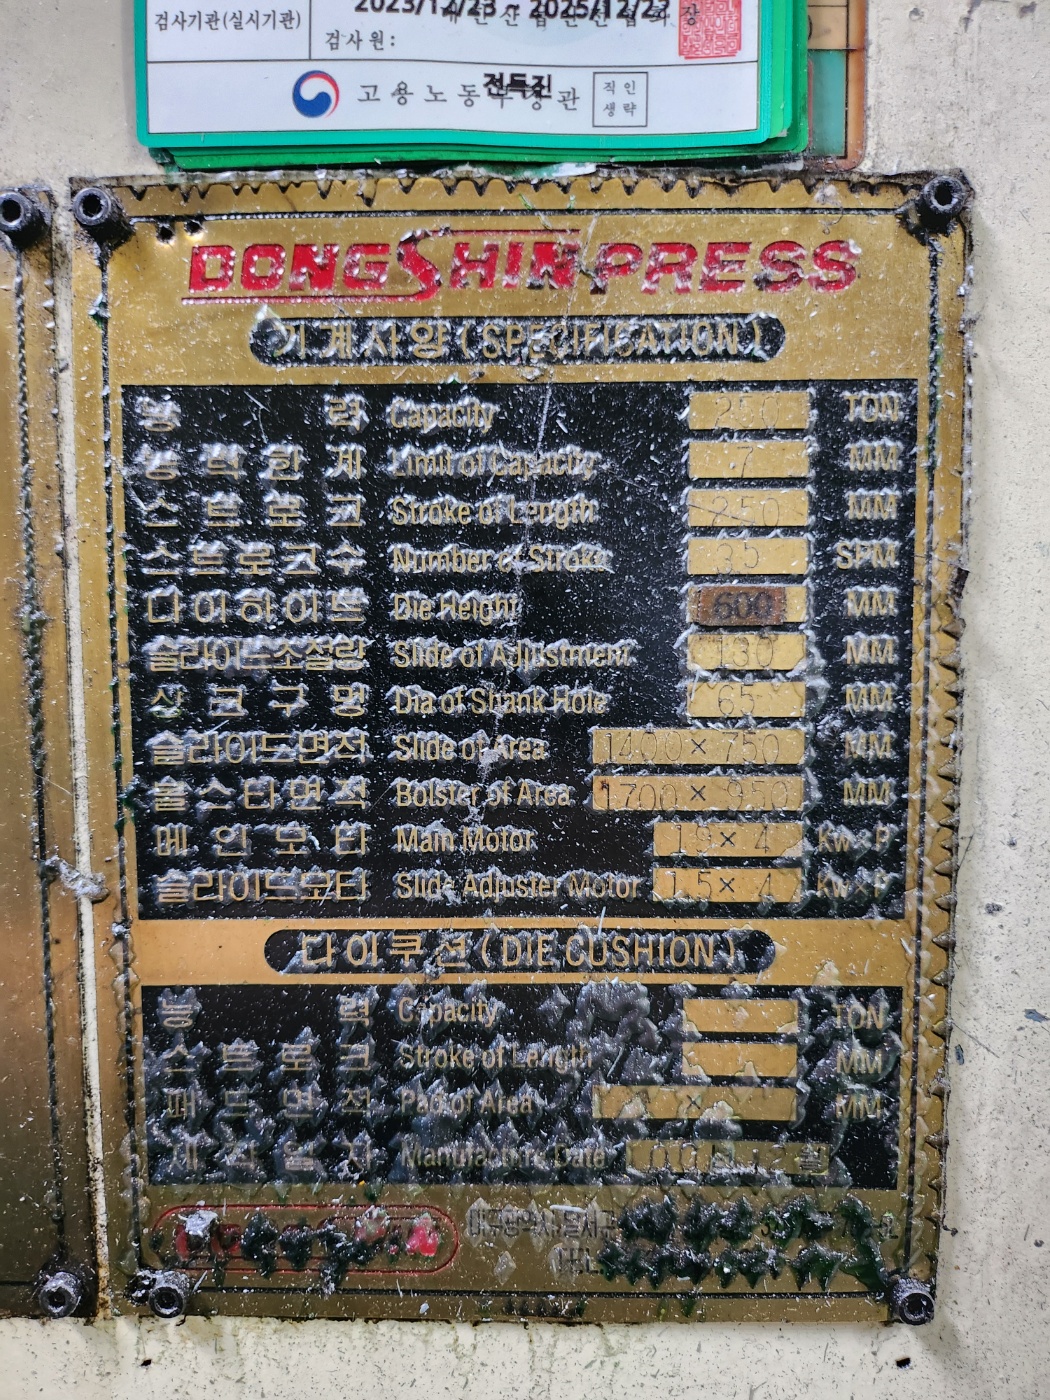 검사기관(실시기관)
2023/12/23 - 2025/12/22
검사원:
전득진
고용노동부장관
직인
생략
DONGSHIN PRESS
기계사양 (SPECIFICATION)
능 력 Capacity 250 TON
능력한계 Limit of Capacity 7 MM
스트로크 Stroke of Length 250 MM
스트로크수 Number of Stroke 35 SPM
다이하이트 Die Height 600 MM
슬라이드조절량 Slide of Adjustment 130 MM
싱크구멍 Dia of Shank Hole 65 MM
슬라이드면적 Slide of Area 1400 × 750 MM
볼스타면적 Bolster of Area 1700 × 950 MM
메인모터 Main Motor × 4 Kw×P
슬라이드모터 Slide Adjuster Motor 1.5 × 4 Kw×P
다이쿠션 (DIE CUSHION)
능 력 Capacity TON
스트로크 Stroke of Length MM
패드면적 Pad of Area × MM
제작일자 Manufacture Date 12 월